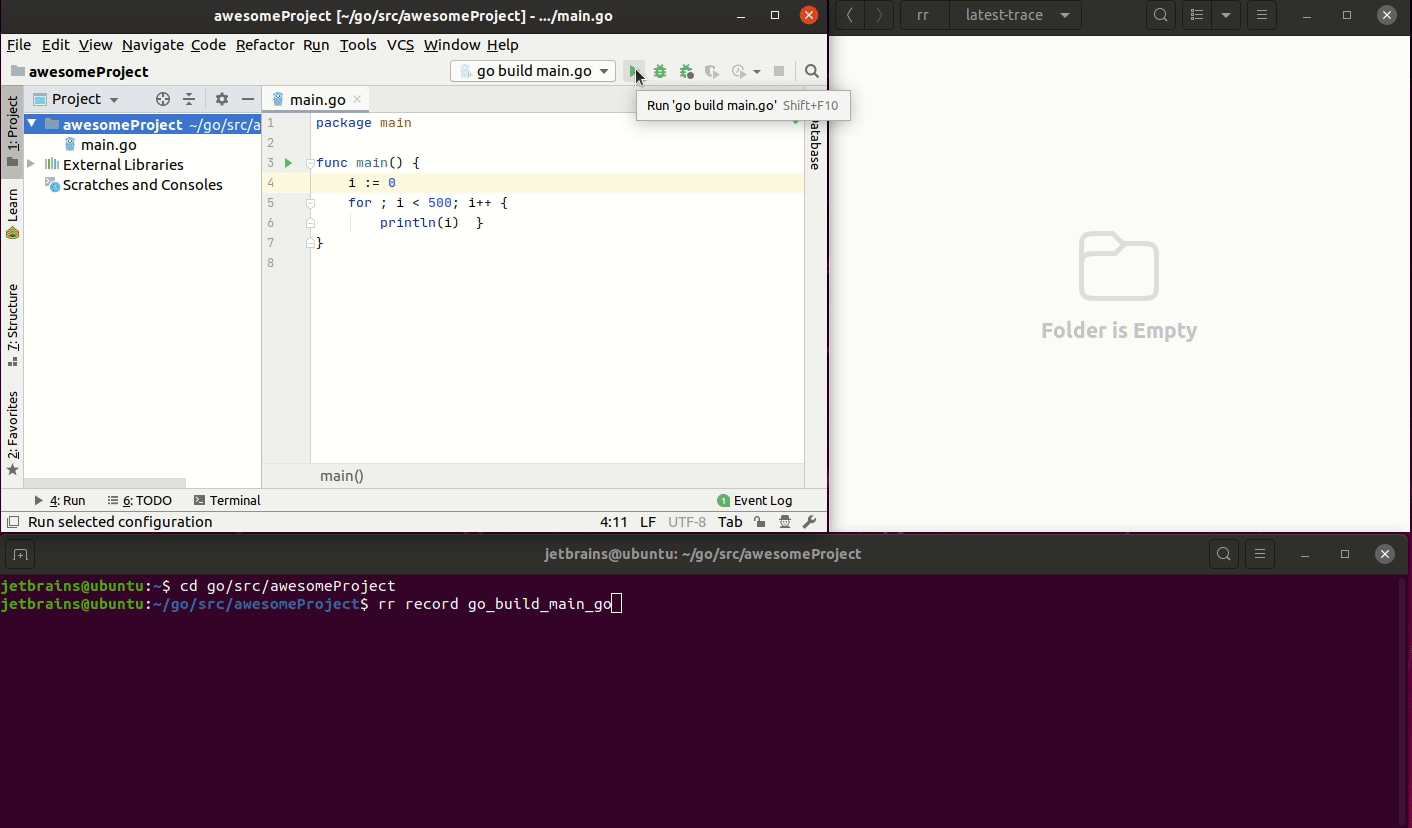 awesomeProject [~/go/src/awesomeProject] - .../main.go
File Edit View Navigate Code Refactor Run Tools VCS Window Help
awesomeProject
go build main.go
Run 'go build main.go' Shift+F10
1: Project
Learn
7: Structure
2: Favorites
Project
awesomeProject ~/go/src/a
main.go
External Libraries
Scratches and Consoles
main.go
1 package main
2
3 func main() {
4 i := 0
5 for ; i < 500; i++ {
6 println(i) }
7 }
8
main()
Database
4: Run 6: TODO Terminal
1 Event Log
Run selected configuration
4:11 LF UTF-8 Tab
rr latest-trace
Folder is Empty
jetbrains@ubuntu: ~/go/src/awesomeProject
jetbrains@ubuntu:~$ cd go/src/awesomeProject
jetbrains@ubuntu:~/go/src/awesomeProject$ rr record go_build_main_go